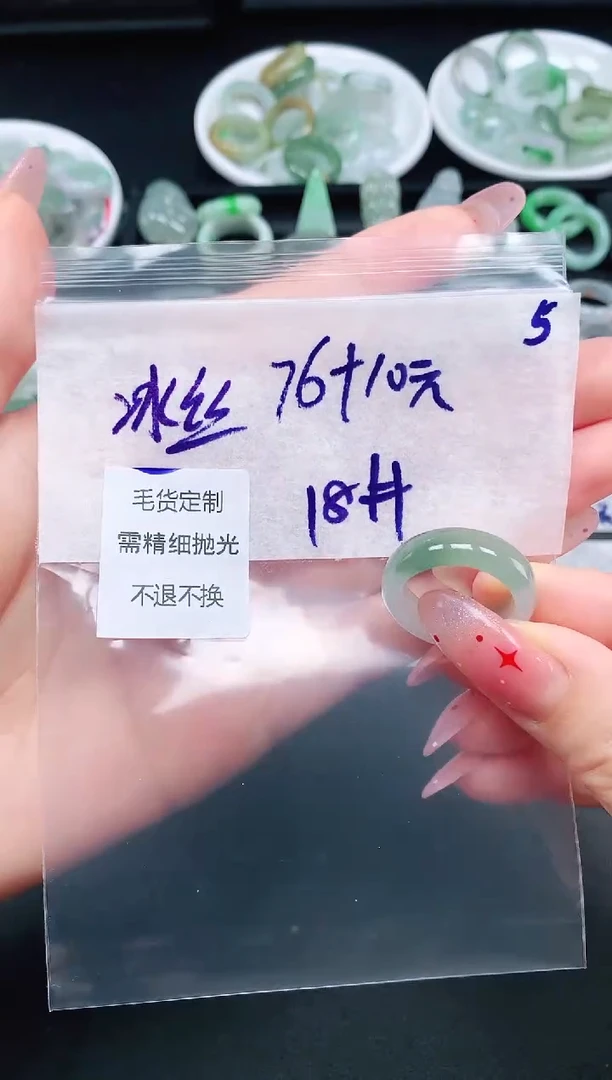 5
冰丝 76+10元
18#
毛货定制
需精细抛光
不退不换